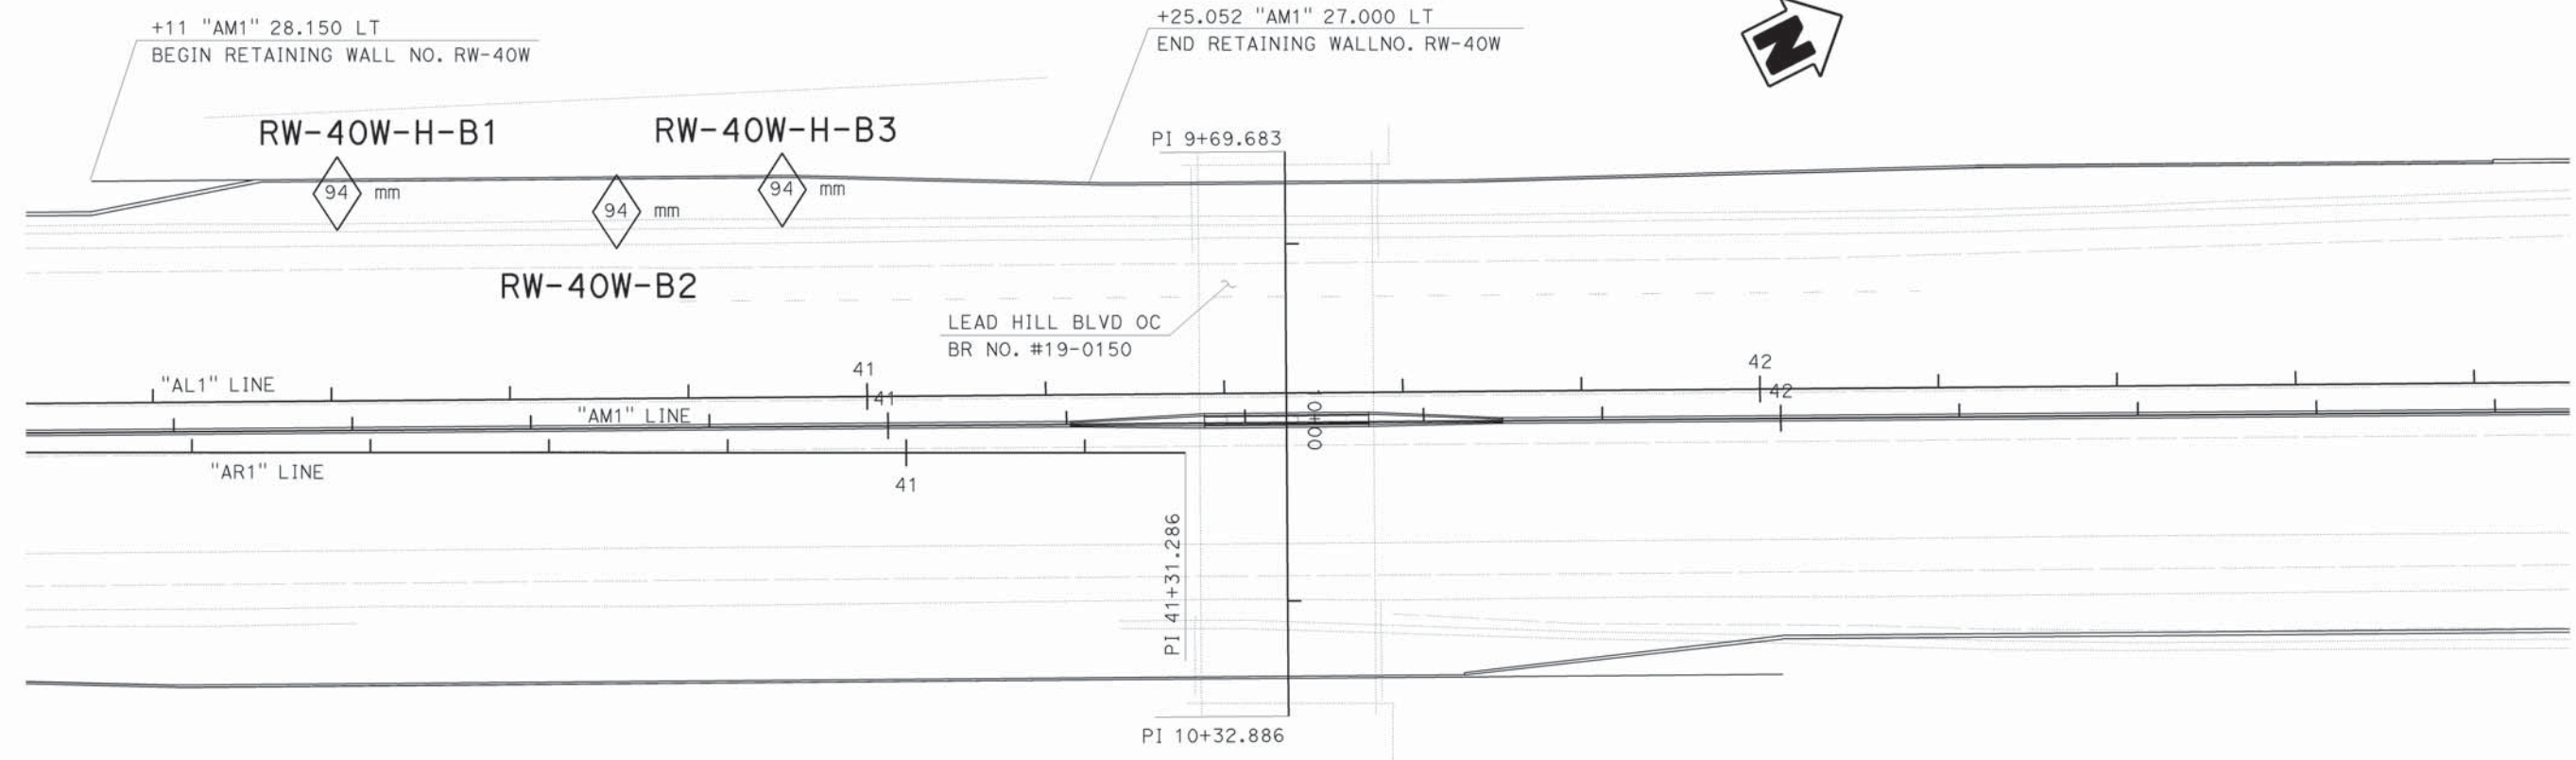 +11 "AM1" 28.150 LT
BEGIN RETAINING WALL NO. RW-40W
+25.052 "AM1" 27.000 LT
END RETAINING WALLNO. RW-40W
N
RW-40W-H-B1
RW-40W-H-B3
PI 9+69.683
94 mm
94 mm
94 mm
RW-40W-B2
LEAD HILL BLVD OC
BR NO. #19-0150
41
42
"AL1" LINE
41
42
"AM1" LINE
10+00
"AR1" LINE
41
PI 41+31.286
PI 10+32.886